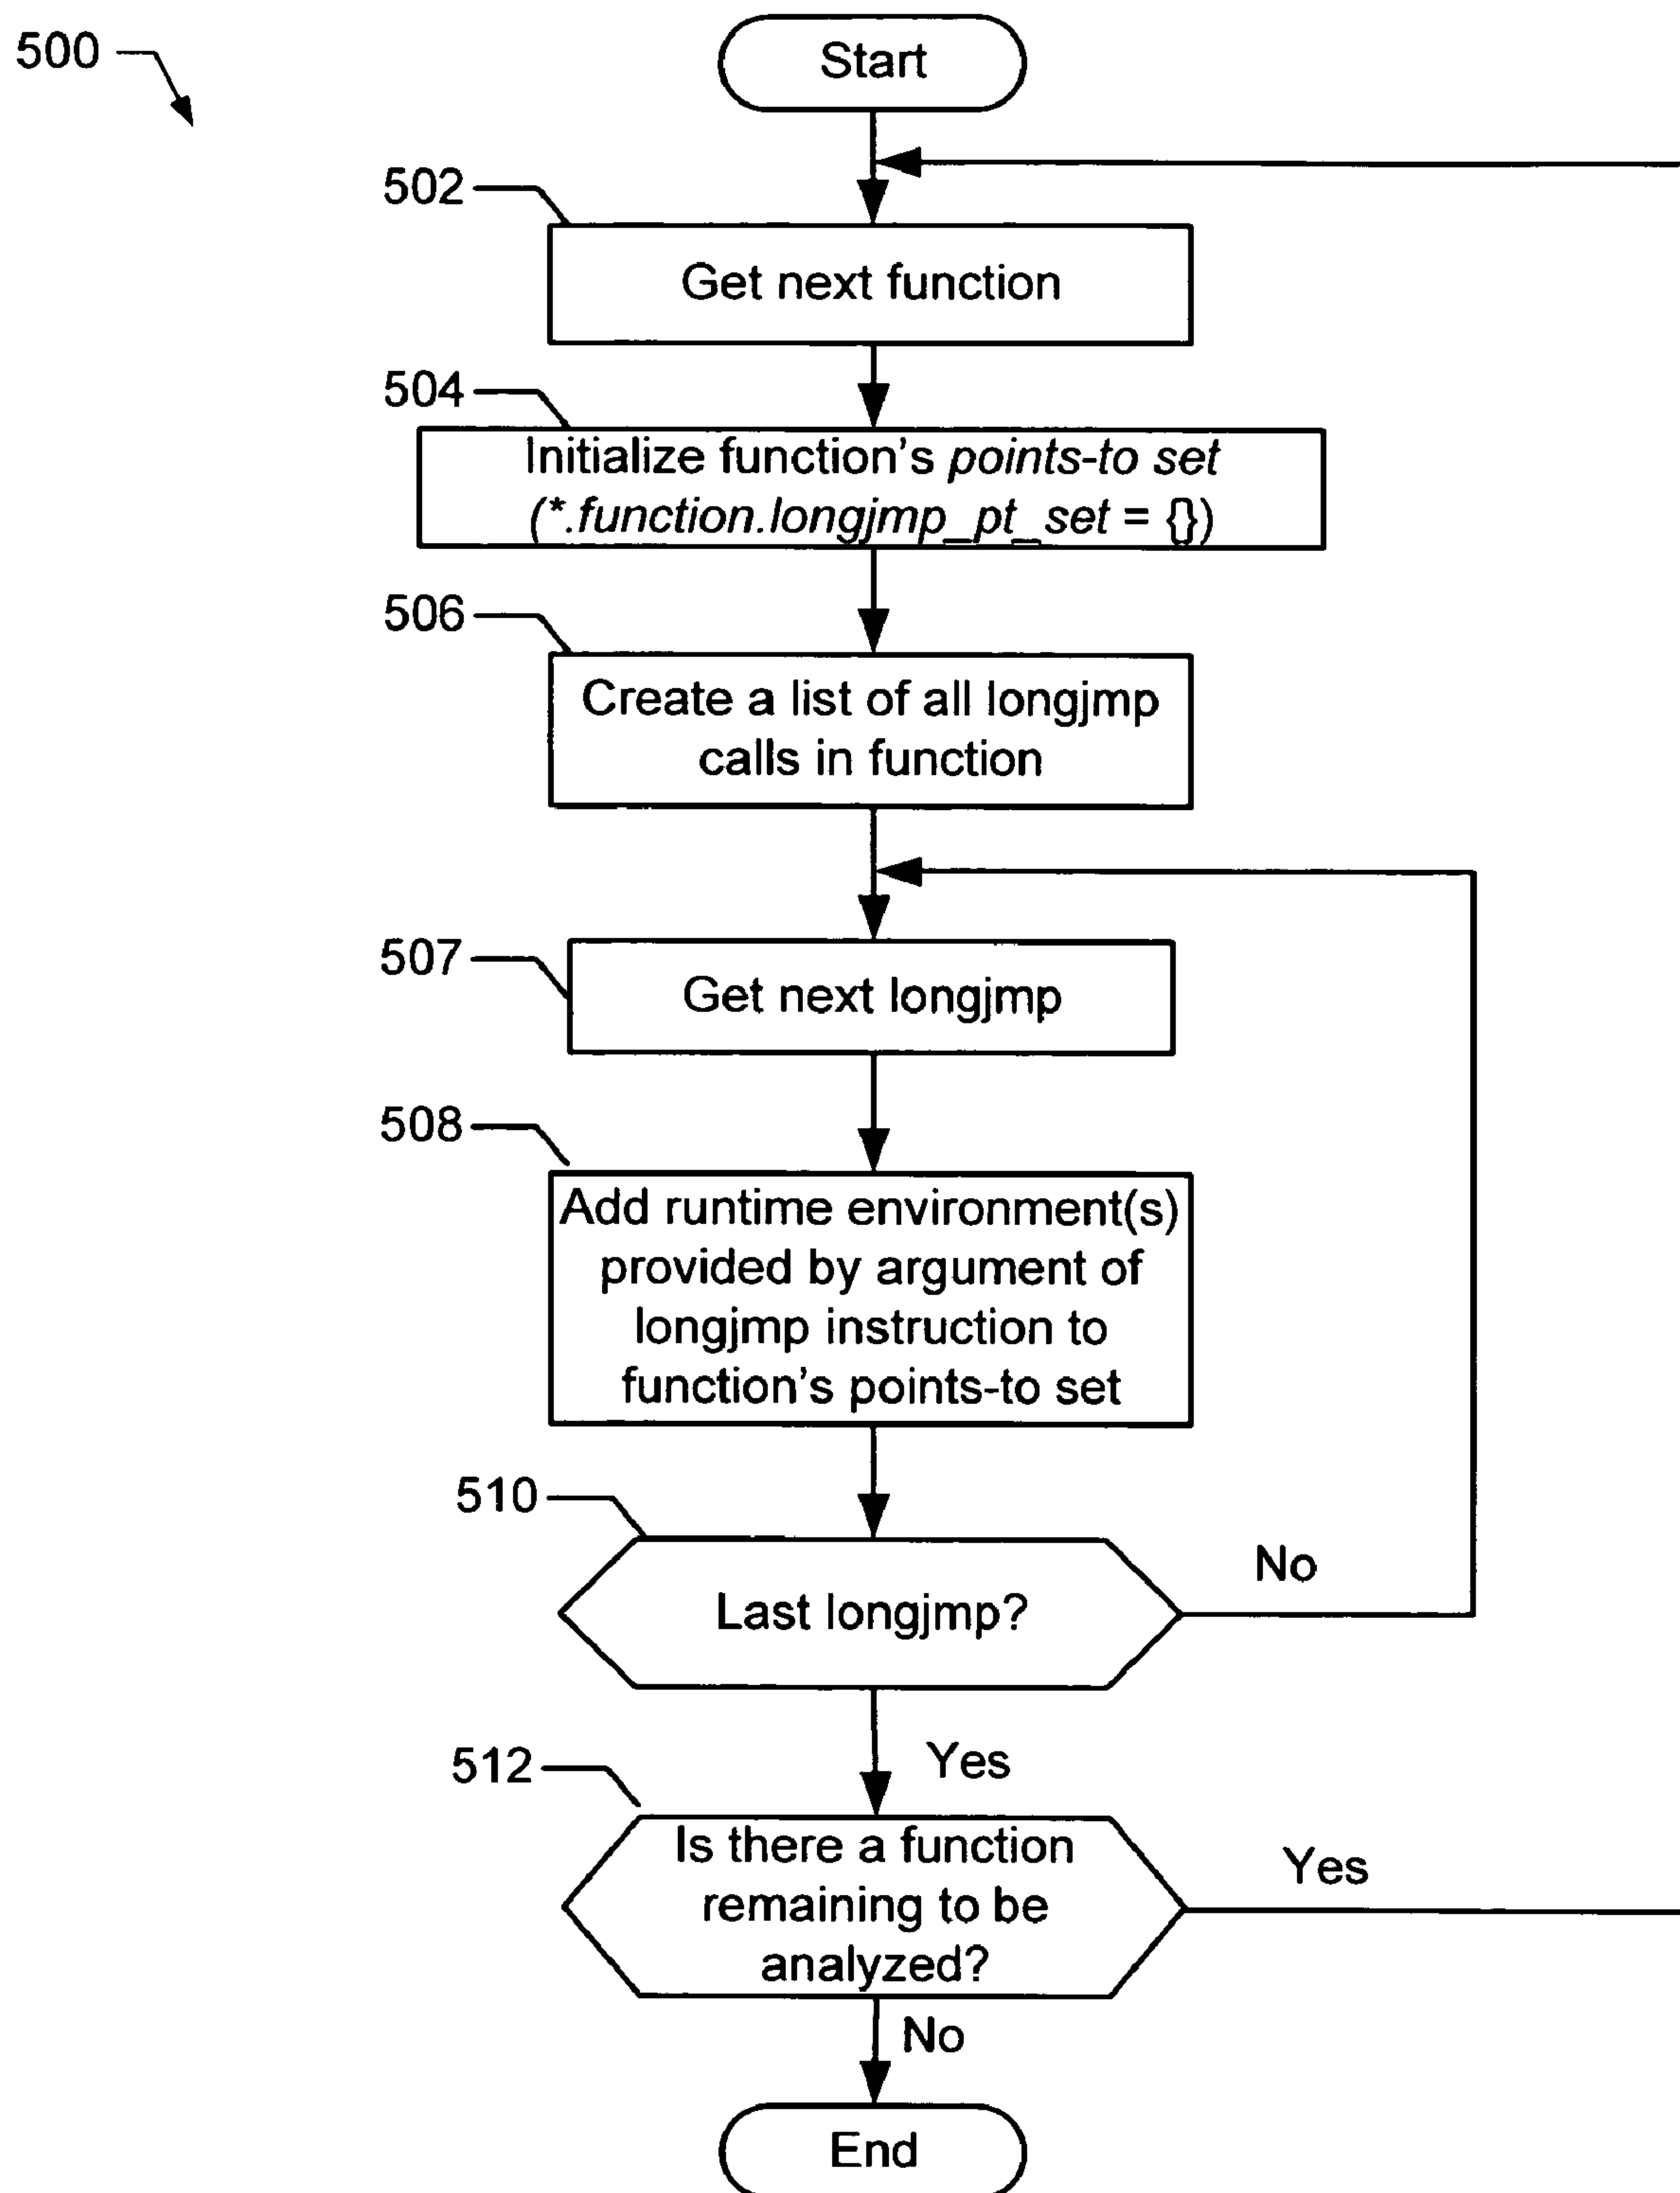 500
Start
502
Get next function
504
Initialize function's points-to set
(*.function.longjmp_pt_set = {})
506
Create a list of all longjmp
calls in function
507
Get next longjmp
508
Add runtime environment(s)
provided by argument of
longjmp instruction to
function's points-to set
510
Last longjmp?
No
Yes
512
Is there a function
remaining to be
analyzed?
Yes
No
End